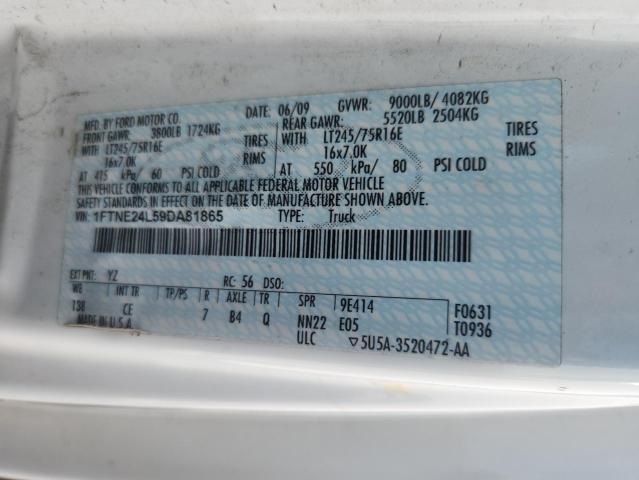 MFD. BY FORD MOTOR CO. DATE: 06/09 GVWR: 9000LB/ 4082KG
FRONT GAWR: 3800LB 1724KG REAR GAWR: 5520LB 2504KG
WITH LT245/75R16E TIRES WITH LT245/75R16E TIRES
16x7.0K RIMS 16x7.0K RIMS
AT 415 kPa/ 60 PSI COLD AT 550 kPa/ 80 PSI COLD
THIS VEHICLE CONFORMS TO ALL APPLICABLE FEDERAL MOTOR VEHICLE
SAFETY STANDARDS IN EFFECT ON THE DATE OF MANUFACTURE SHOWN ABOVE.
VIN: 1FTNE24L59DA81865 TYPE: Truck
EXT PNT: YZ RC: 56 DSO:
WB INT TR TP/PS R AXLE TR SPR 9E414 F0631
138 CE 7 B4 Q NN22 E05 T0936
MADE IN U.S.A. ULC ▽5U5A-3520472-AA